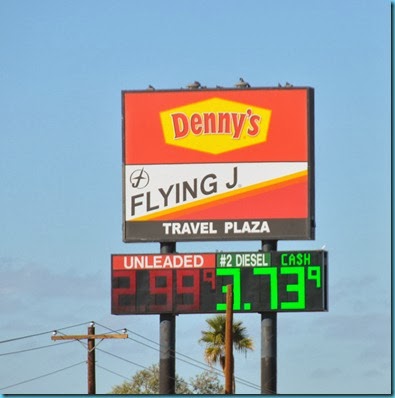 Denny's
FLYING J
TRAVEL PLAZA
UNLEADED #2 DIESEL CASH
2.99⁹ 3.73⁹